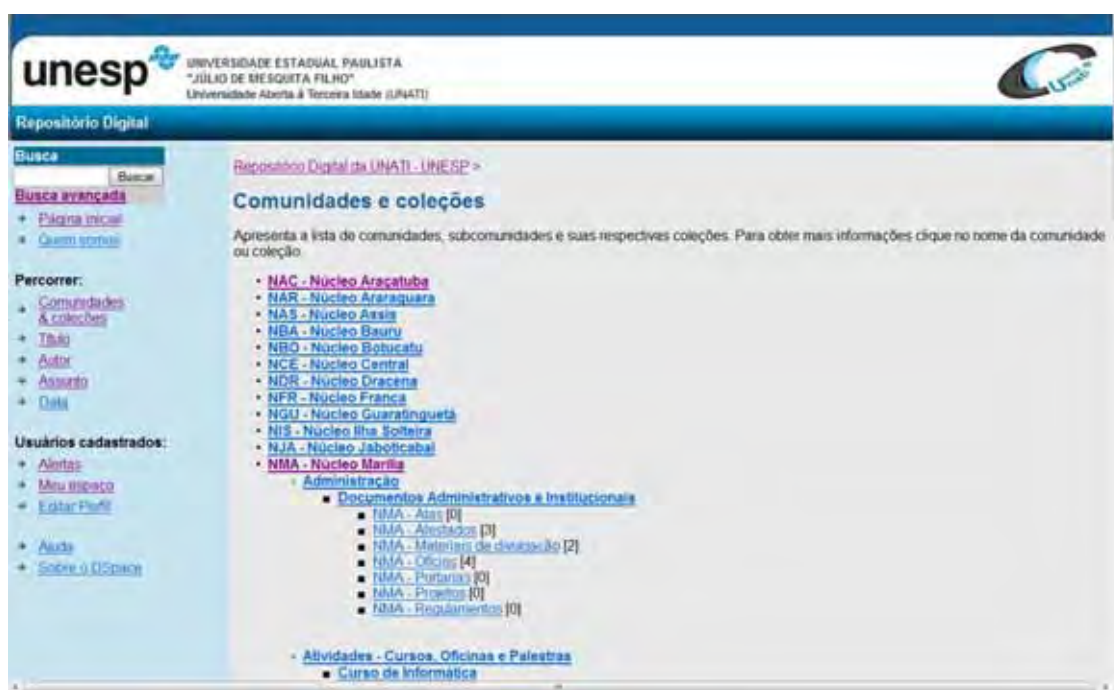 unesp
UNIVERSIDADE ESTADUAL PAULISTA
"JÚLIO DE MESQUITA FILHO"
Universidade Aberta à Terceira Idade (UNATI)
Repositório Digital
Busca
Buscar
Busca avançada
Página inicial
Quem somos
Percorrer:
Comunidades
& coleções
Título
Autor
Assunto
Data
Usuários cadastrados:
Alertas
Meu espaço
Editar Perfil
Ajuda
Sobre o DSpace
Repositório Digital da UNATI - UNESP >
Comunidades e coleções
Apresenta a lista de comunidades, subcomunidades e suas respectivas coleções. Para obter mais informações clique no nome da comunidade
ou coleção.
NAC - Núcleo Araçatuba
NAR - Núcleo Araraquara
NAS - Núcleo Assis
NBA - Núcleo Bauru
NBO - Núcleo Botucatu
NCE - Núcleo Central
NDR - Núcleo Dracena
NFR - Núcleo Franca
NGU - Núcleo Guaratinguetá
NIS - Núcleo Ilha Solteira
NJA - Núcleo Jaboticabal
NMA - Núcleo Marília
Administração
Documentos Administrativos e Institucionais
NMA - Atas [0]
NMA - Atestados [3]
NMA - Materiais de divulgação [2]
NMA - Ofícios [4]
NMA - Portarias [0]
NMA - Projetos [0]
NMA - Regulamentos [0]
Atividades - Cursos, Oficinas e Palestras
Curso de Informática